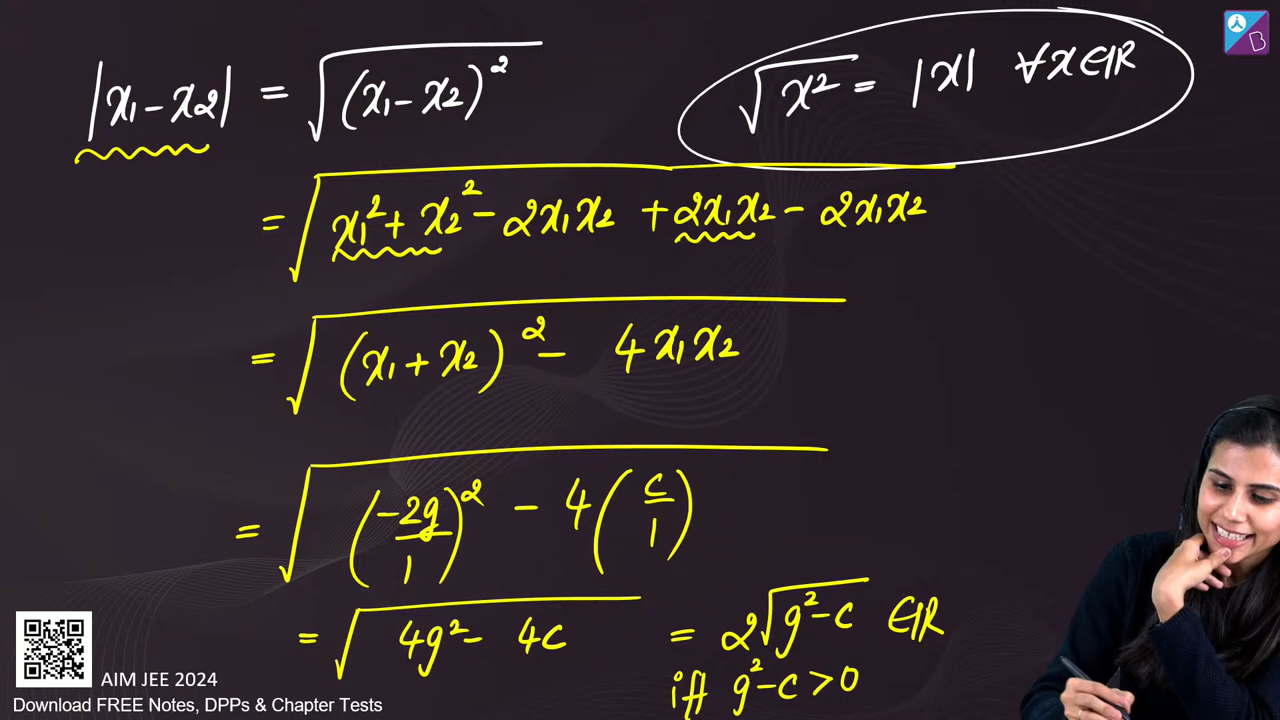 |x₁ - x₂| = √(x₁ - x₂)²
√x² = |x| ∀x∈ℝ
= √x₁² + x₂² - 2x₁x₂ + 2x₁x₂ - 2x₁x₂
= √(x₁ + x₂)² - 4x₁x₂
= √(-2g/1)² - 4(c/1)
= √4g² - 4c = 2√g² - c ∈ℝ
iff g² - c > 0
B
AIM JEE 2024
Download FREE Notes, DPPs & Chapter Tests